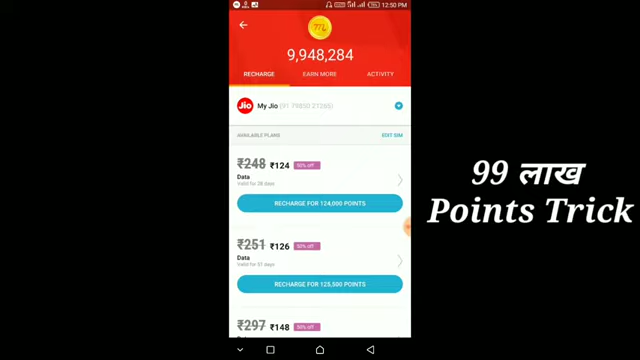 12:50 PM
9,948,284
RECHARGE EARN MORE ACTIVITY
Jio My Jio
AVAILABLE PLANS EDIT SIM
₹248 ₹124 50% off
Data
Valid for 28 days
RECHARGE FOR 124,000 POINTS
₹251 ₹126 50% off
Data
Valid for 51 days
RECHARGE FOR 125,500 POINTS
₹297 ₹148 50% off
99 लाख
Points Trick